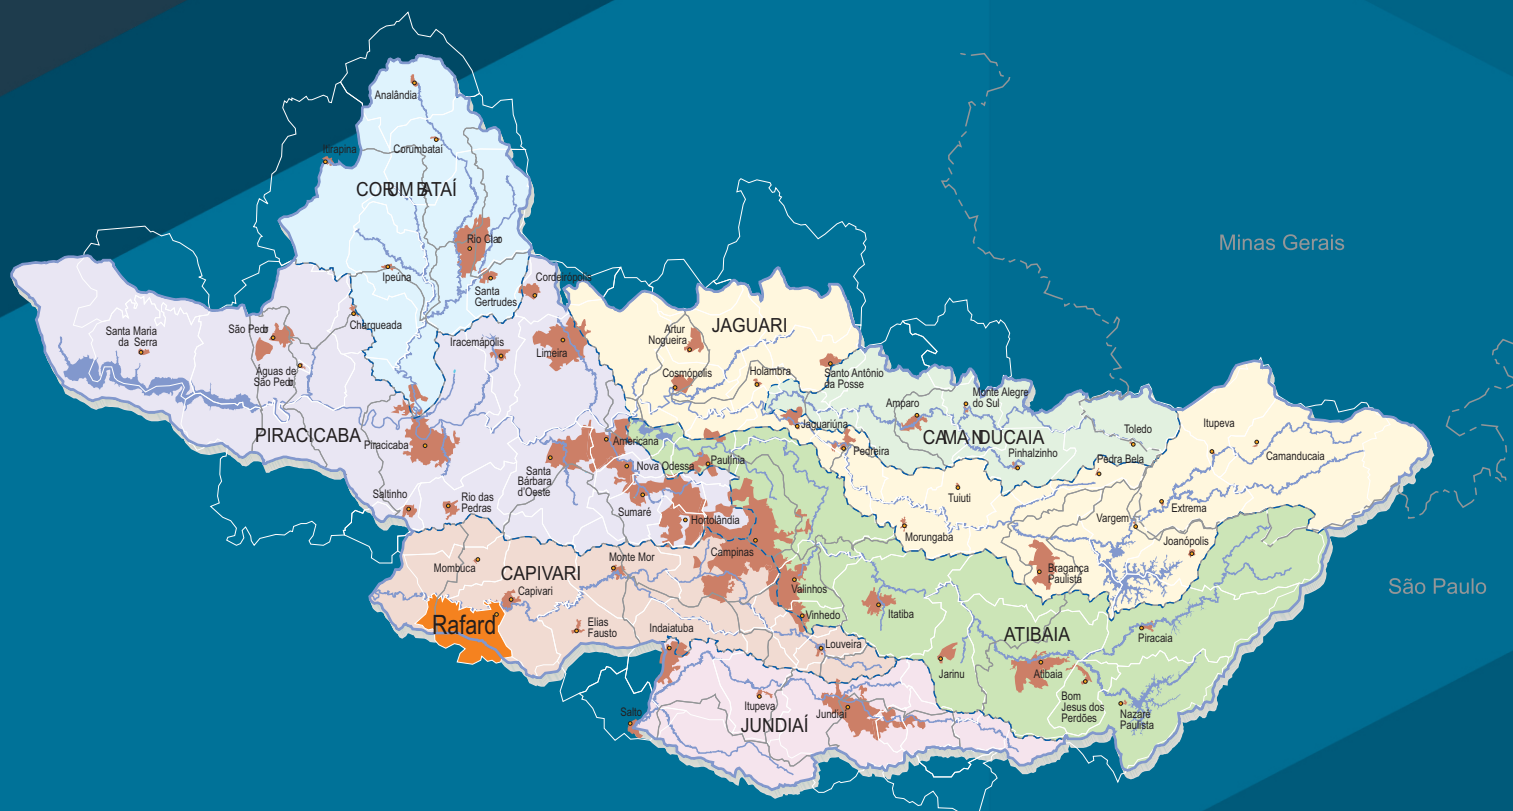 Analândia
Itirapina
Corumbataí
CORUMBATAÍ
Rio Claro
Ipeúna
Santa
Gertrudes
Cordeirópolis
Minas Gerais
Charqueada
Santa Maria
da Serra
São Pedro
Águas de
São Pedro
Iracemápolis
Limeira
JAGUARI
Artur
Nogueira
Cosmópolis
Holambra
Santo Antônio
da Posse
Monte Alegre
do Sul
Amparo
CAMANDUCAIA
Pinhalzinho
Toledo
Pedra Bela
Itupeva
Camanducaia
PIRACICABA
Piracicaba
Americana
Jaguariúna
Pedreira
Nova Odessa
Paulínia
Santa
Bárbara
d'Oeste
Saltinho
Rio das
Pedras
Sumaré
Hortolândia
Tuiuti
Extrema
Vargem
Morungaba
Joanópolis
Campinas
Monte Mor
Mombuca
CAPIVARI
Capivari
Bragança
Paulista
São Paulo
Valinhos
Rafard
Elias
Fausto
Indaiatuba
Vinhedo
Itatiba
Louveira
ATIBAIA
Piracaia
Jarinu
Atibaia
Bom
Jesus dos
Perdões
Nazaré
Paulista
Salto
Itupeva
Jundiaí
JUNDIAÍ